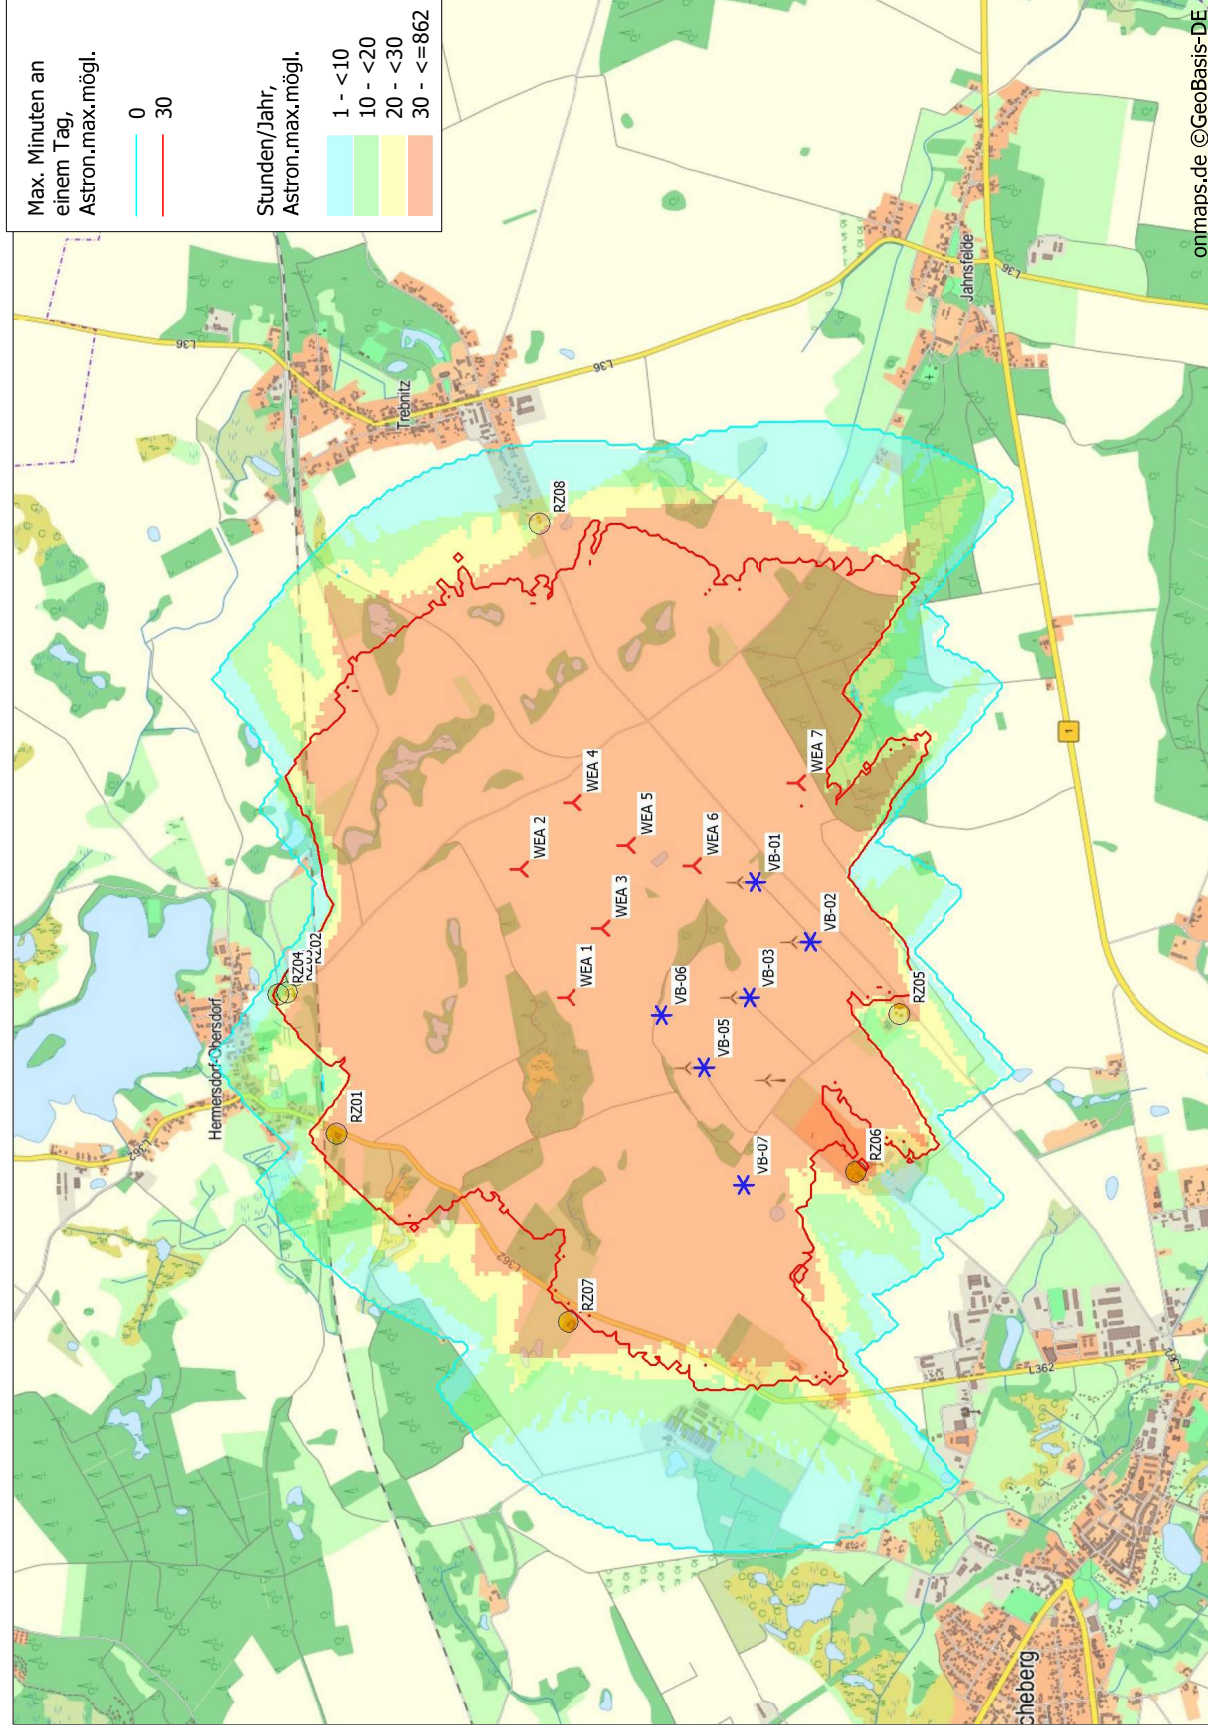 Max. Minuten an
einem Tag,
Astron.max.mögl.
0
30
Stunden/Jahr,
Astron.max.mögl.
1 - <10
10 - <20
20 - <30
30 - <=862
L36
Trebnitz
L36
Jahnsfelde
L36
1
Hermersdorf-Obersdorf
L362
RZ04
RZ02
RZ01
RZ08
WEA 4
WEA 2
WEA 5
WEA 7
WEA 6
WEA 3
WEA 1
VB-01
VB-02
VB-03
VB-06
VB-05
VB-07
RZ05
RZ06
RZ07
L362
L362
cheberg
onmaps.de ©GeoBasis-DE